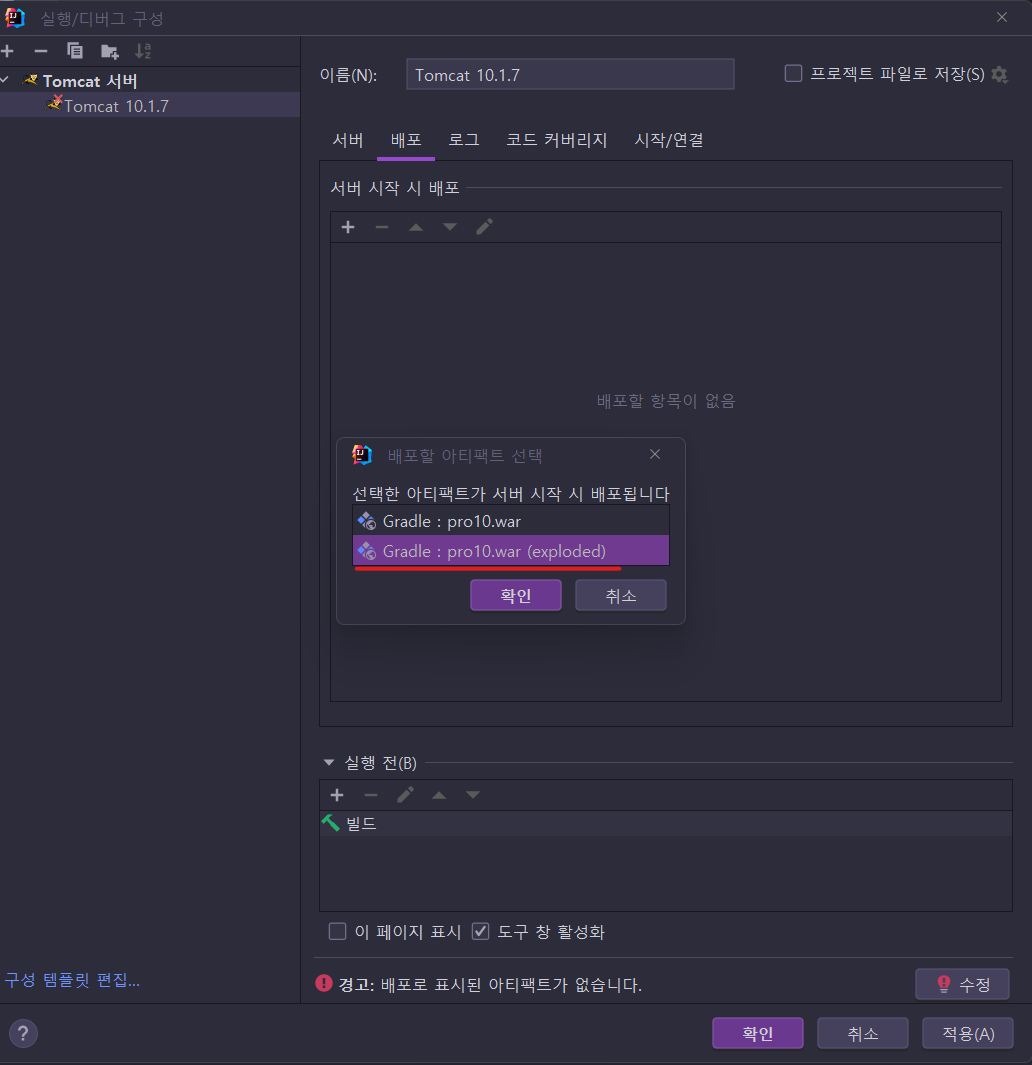 실행/디버그 구성
Tomcat 서버
Tomcat 10.1.7
이름(N):
Tomcat 10.1.7
프로젝트 파일로 저장(S)
서버 배포 로그 코드 커버리지 시작/연결
서버 시작 시 배포
배포할 항목이 없음
배포할 아티팩트 선택
선택한 아티팩트가 서버 시작 시 배포됩니다
Gradle : pro10.war
Gradle : pro10.war (exploded)
확인 취소
실행 전(B)
빌드
이 페이지 표시 도구 창 활성화
구성 템플릿 편집...
경고: 배포로 표시된 아티팩트가 없습니다.
수정
?
확인 취소 적용(A)